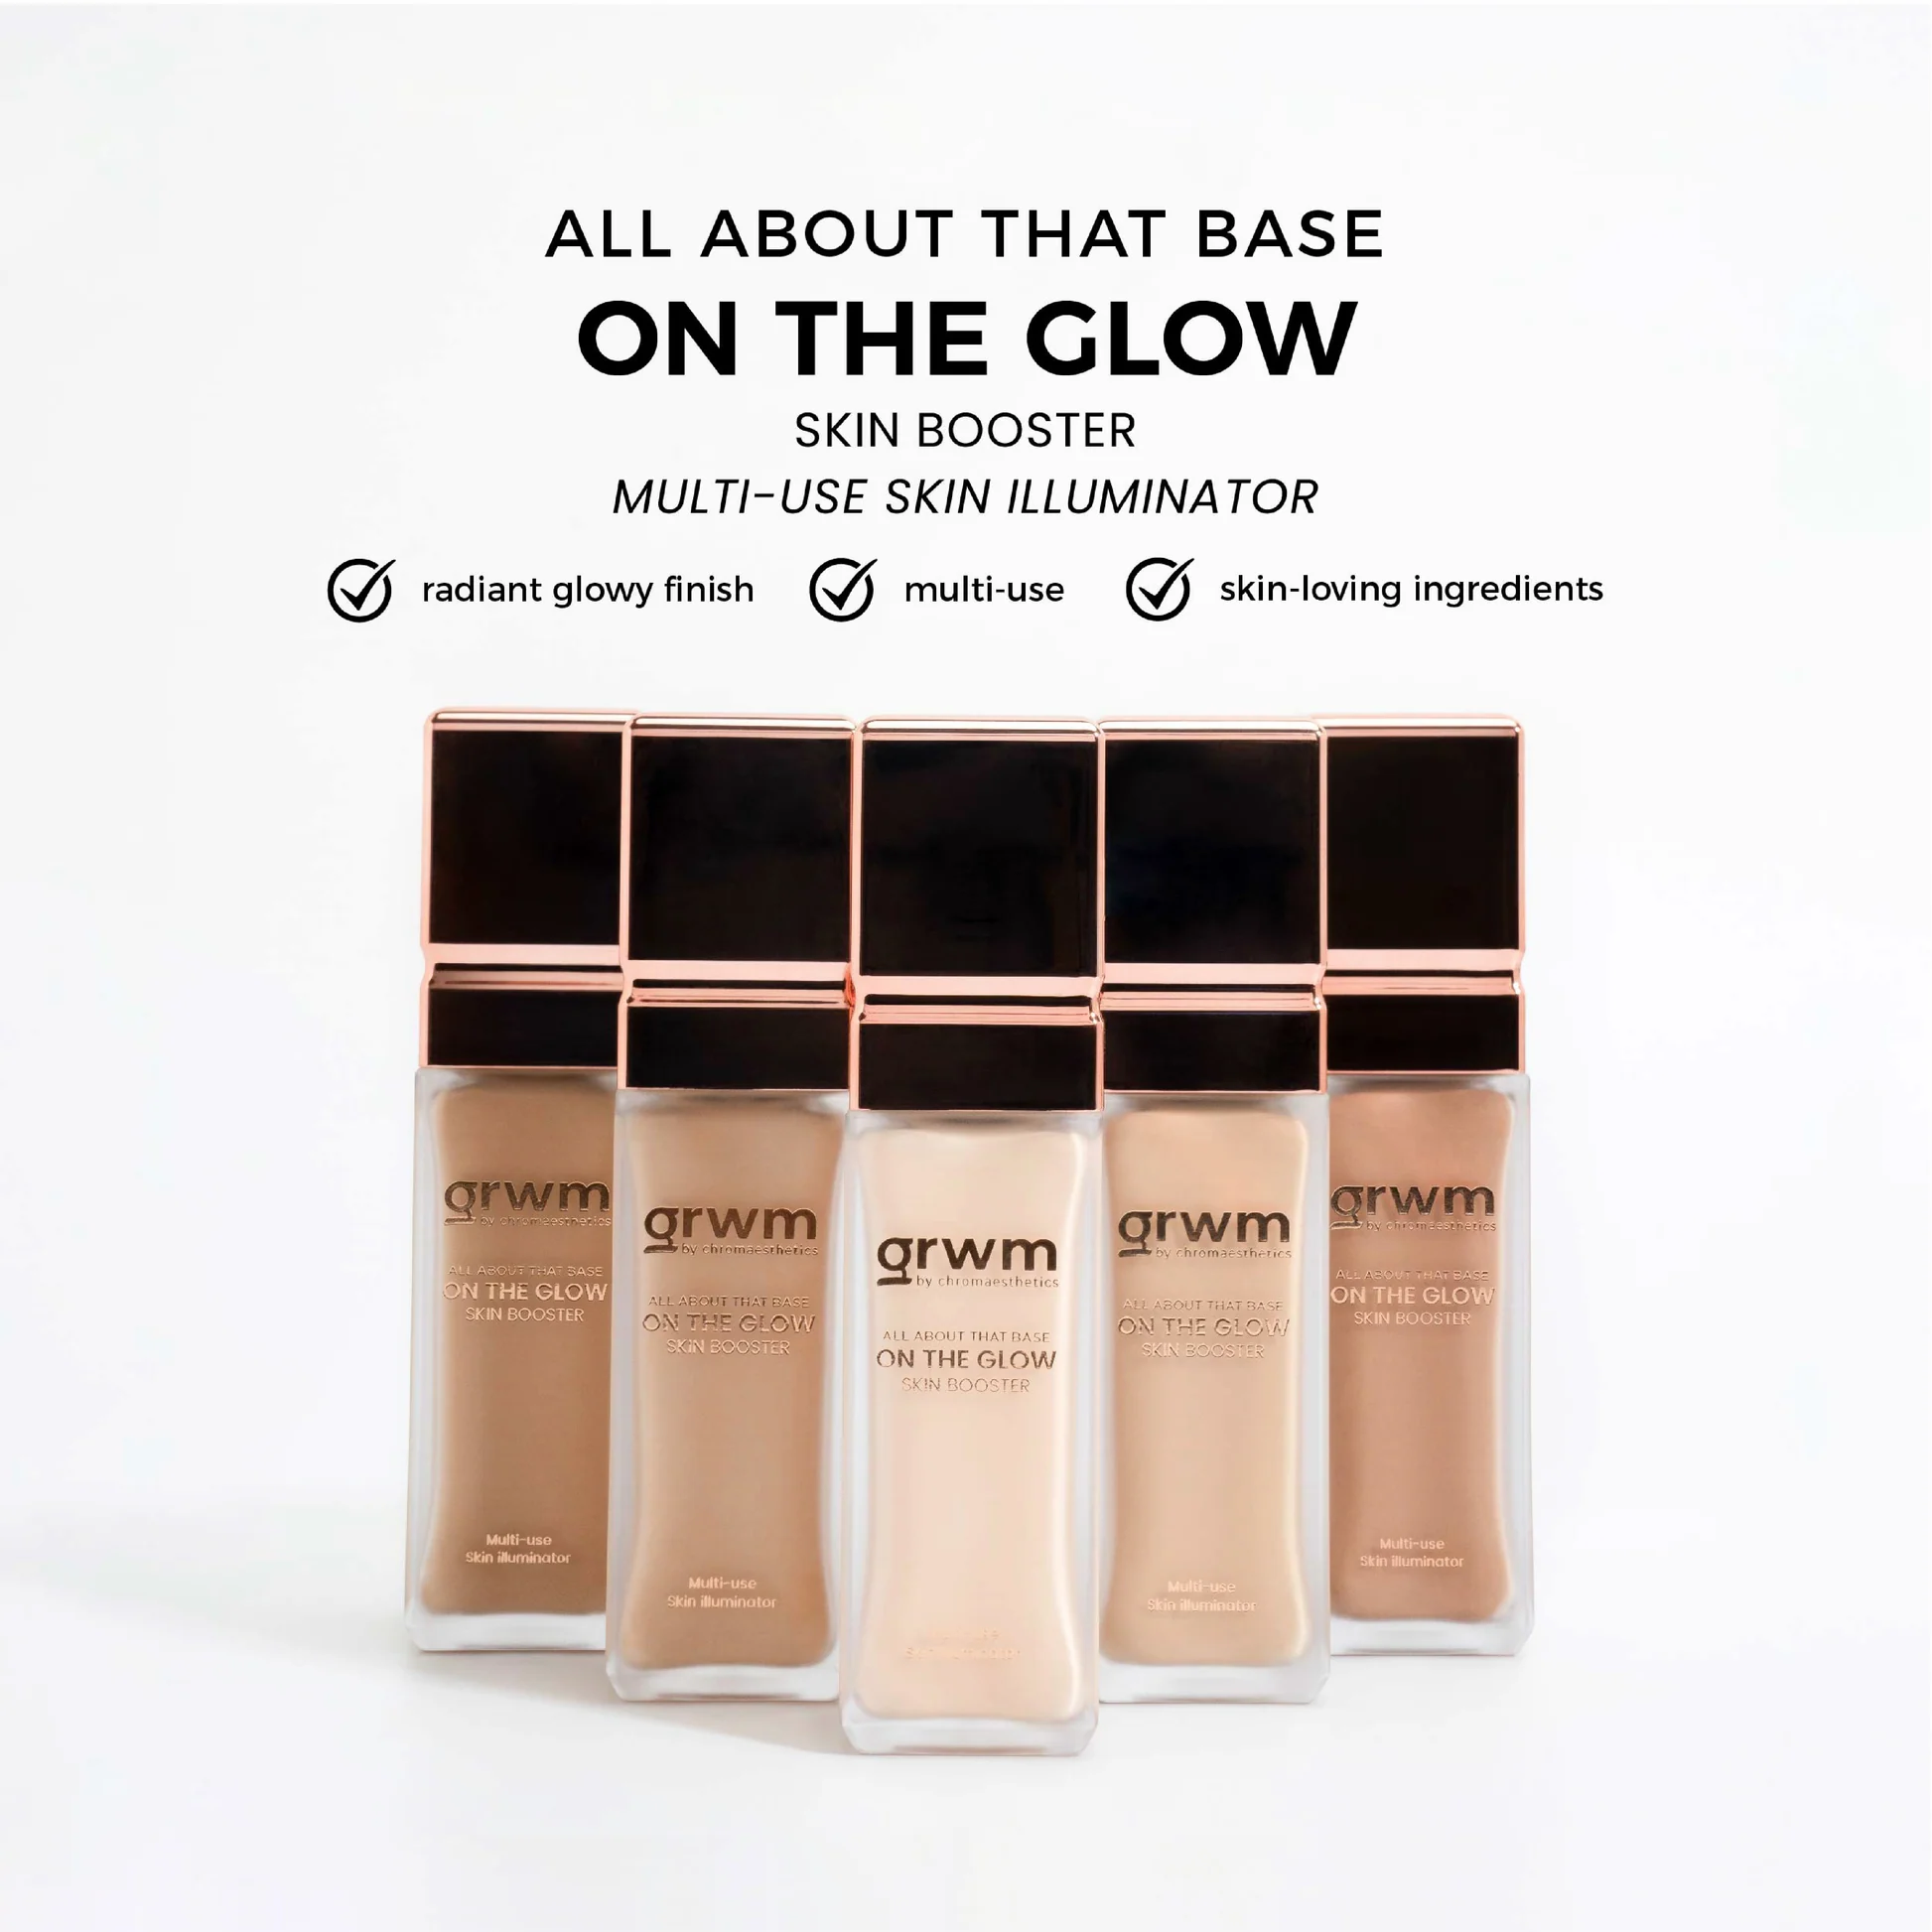 ALL ABOUT THAT BASE
ON THE GLOW
SKIN BOOSTER
MULTI-USE SKIN ILLUMINATOR
radiant glowy finish multi-use skin-loving ingredients
grwm
by chromaesthetics
ALL ABOUT THAT BASE
ON THE GLOW
SKIN BOOSTER
Multi-use
Skin illuminator
grwm
by chromaesthetics
ALL ABOUT THAT BASE
ON THE GLOW
SKIN BOOSTER
Multi-use
Skin illuminator
grwm
by chromaesthetics
ALL ABOUT THAT BASE
ON THE GLOW
SKIN BOOSTER
grwm
by chromaesthetics
ALL ABOUT THAT BASE
ON THE GLOW
SKIN BOOSTER
Multi-use
Skin illuminator
grwm
by chromaesthetics
ALL ABOUT THAT BASE
ON THE GLOW
SKIN BOOSTER
Multi-use
Skin illuminator